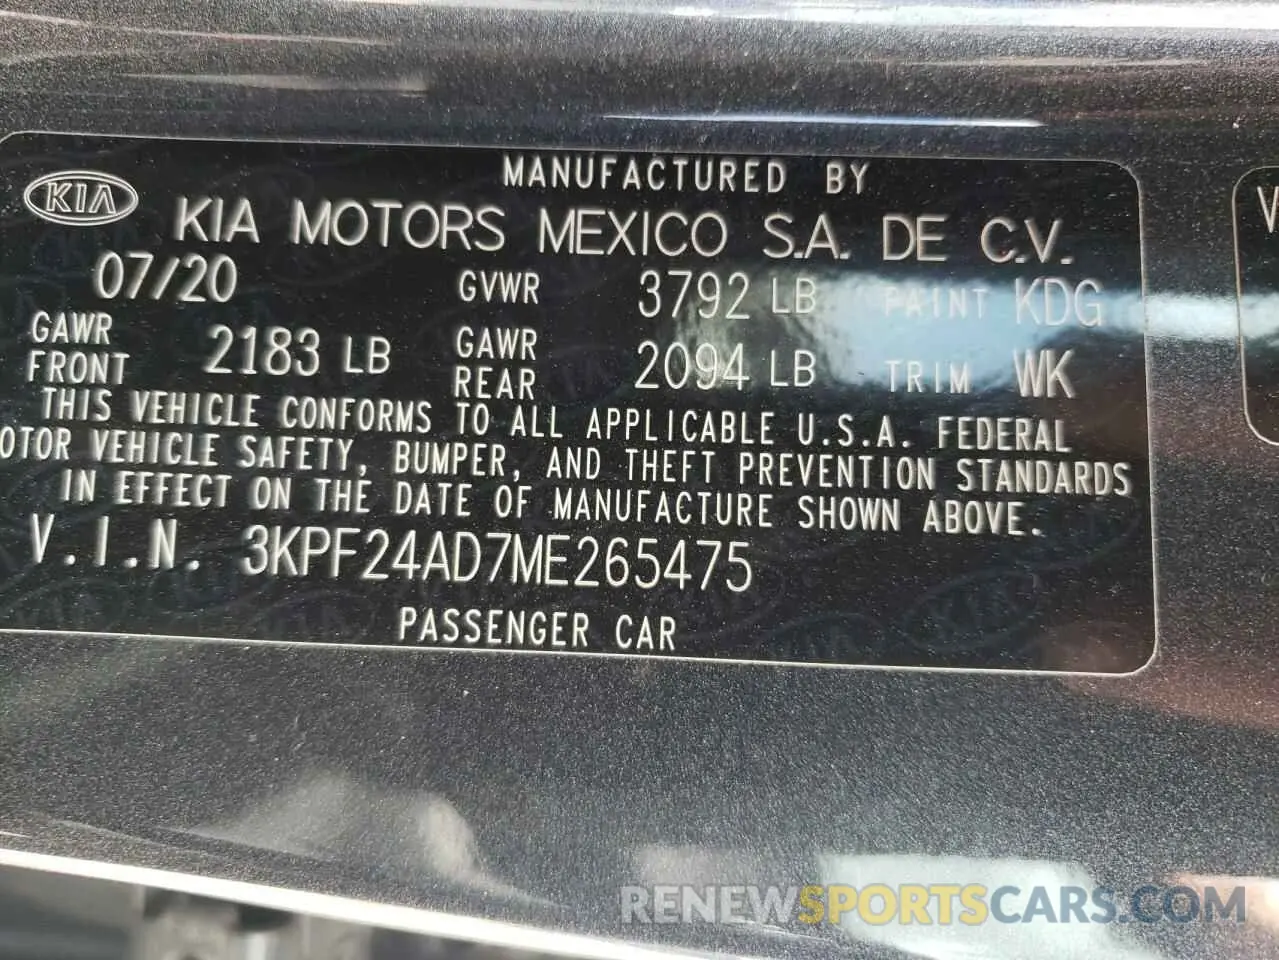 MANUFACTURED BY
KIA KIA MOTORS MEXICO S.A. DE C.V.
07/20 GVWR 3792 LB PAINT KDG
GAWR FRONT 2183 LB GAWR REAR 2094 LB TRIM WK
THIS VEHICLE CONFORMS TO ALL APPLICABLE U.S.A. FEDERAL
OTOR VEHICLE SAFETY, BUMPER, AND THEFT PREVENTION STANDARDS
IN EFFECT ON THE DATE OF MANUFACTURE SHOWN ABOVE.
V.I.N. 3KPF24AD7ME265475
PASSENGER CAR
RENEWSPORTSCARS.COM